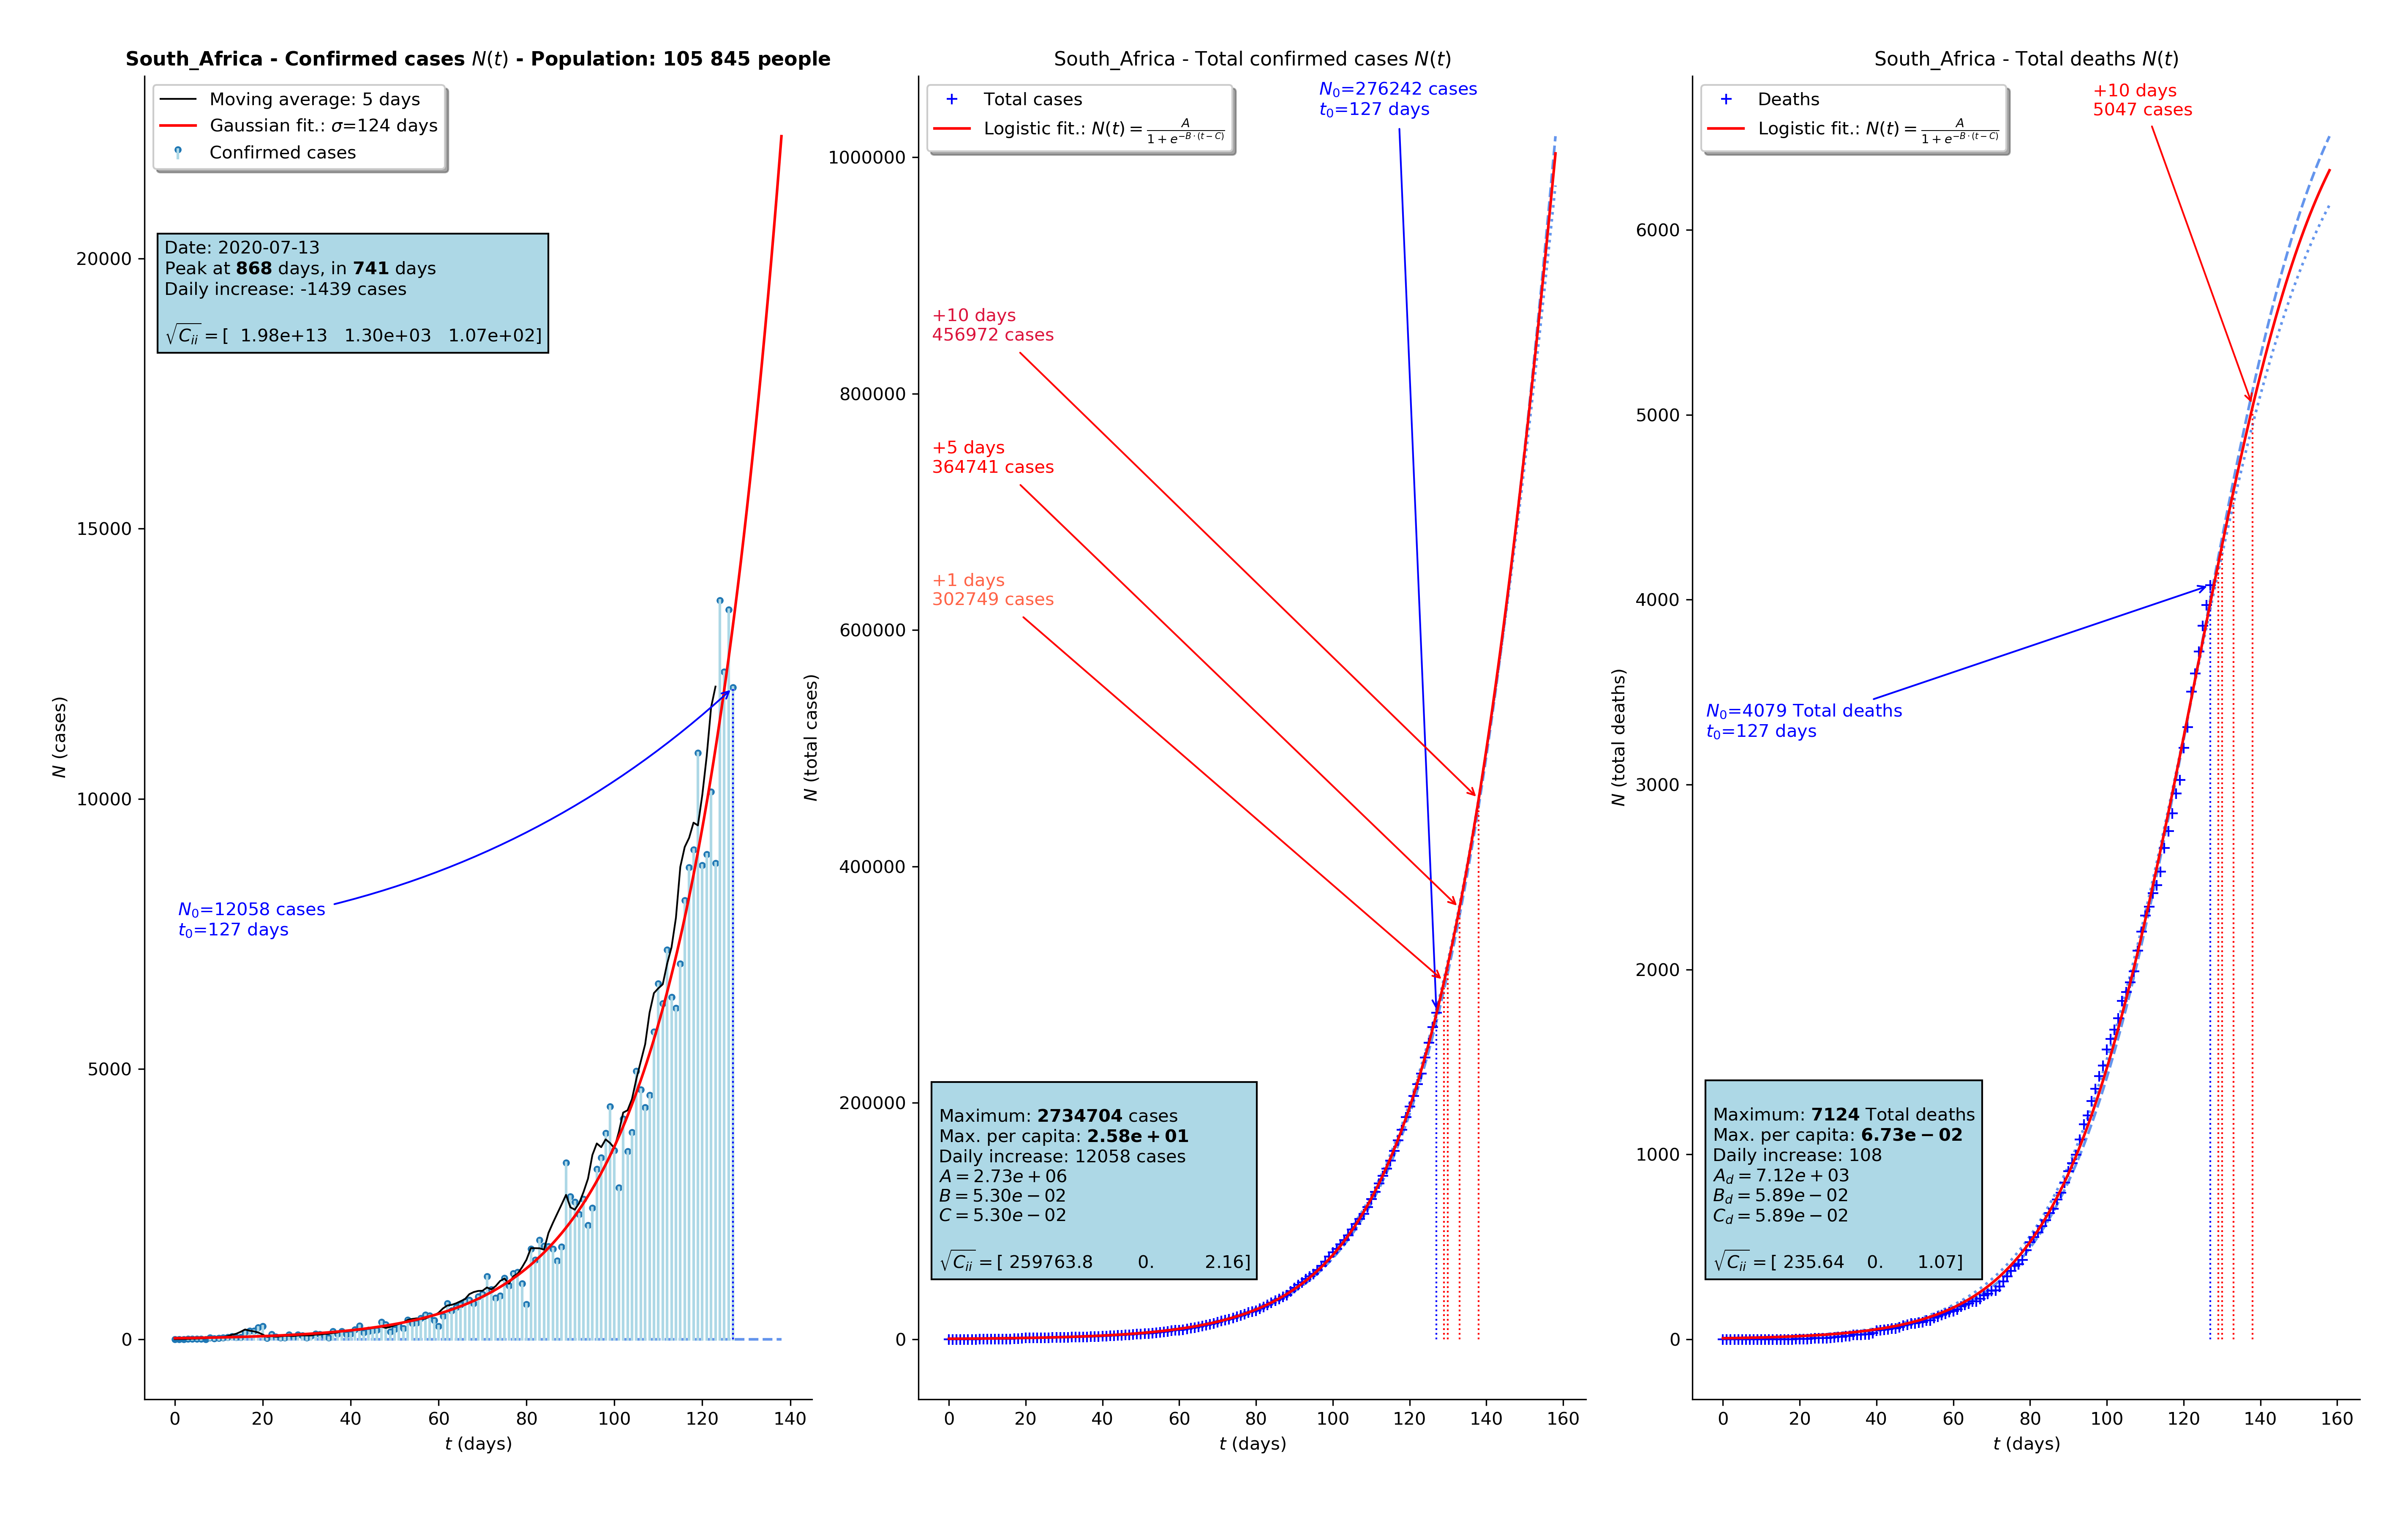 South_Africa - Confirmed cases N(t) - Population: 105 845 people
Moving average: 5 days
Gaussian fit.: σ=124 days
Confirmed cases
Date: 2020-07-13
Peak at 868 days, in 741 days
Daily increase: -1439 cases
√C_ii = [ 1.98e+13 1.30e+03 1.07e+02]
N_0=12058 cases
t_0=127 days
N (cases)
20000
15000
10000
5000
0
0 20 40 60 80 100 120 140
t (days)
South_Africa - Total confirmed cases N(t)
Total cases
Logistic fit.: N(t) = A / (1 + e^{-B·(t-C)})
N_0=276242 cases
t_0=127 days
+10 days
456972 cases
+5 days
364741 cases
+1 days
302749 cases
Maximum: 2734704 cases
Max. per capita: 2.58e + 01
Daily increase: 12058 cases
A = 2.73e + 06
B = 5.30e − 02
C = 5.30e − 02
√C_ii = [ 259763.8 0. 2.16]
N (total cases)
1000000
800000
600000
400000
200000
0
0 20 40 60 80 100 120 140 160
t (days)
South_Africa - Total deaths N(t)
Deaths
Logistic fit.: N(t) = A / (1 + e^{-B·(t-C)})
+10 days
5047 cases
N_0=4079 Total deaths
t_0=127 days
Maximum: 7124 Total deaths
Max. per capita: 6.73e − 02
Daily increase: 108
A_d = 7.12e + 03
B_d = 5.89e − 02
C_d = 5.89e − 02
√C_ii = [ 235.64 0. 1.07]
N (total deaths)
6000
5000
4000
3000
2000
1000
0
0 20 40 60 80 100 120 140 160
t (days)